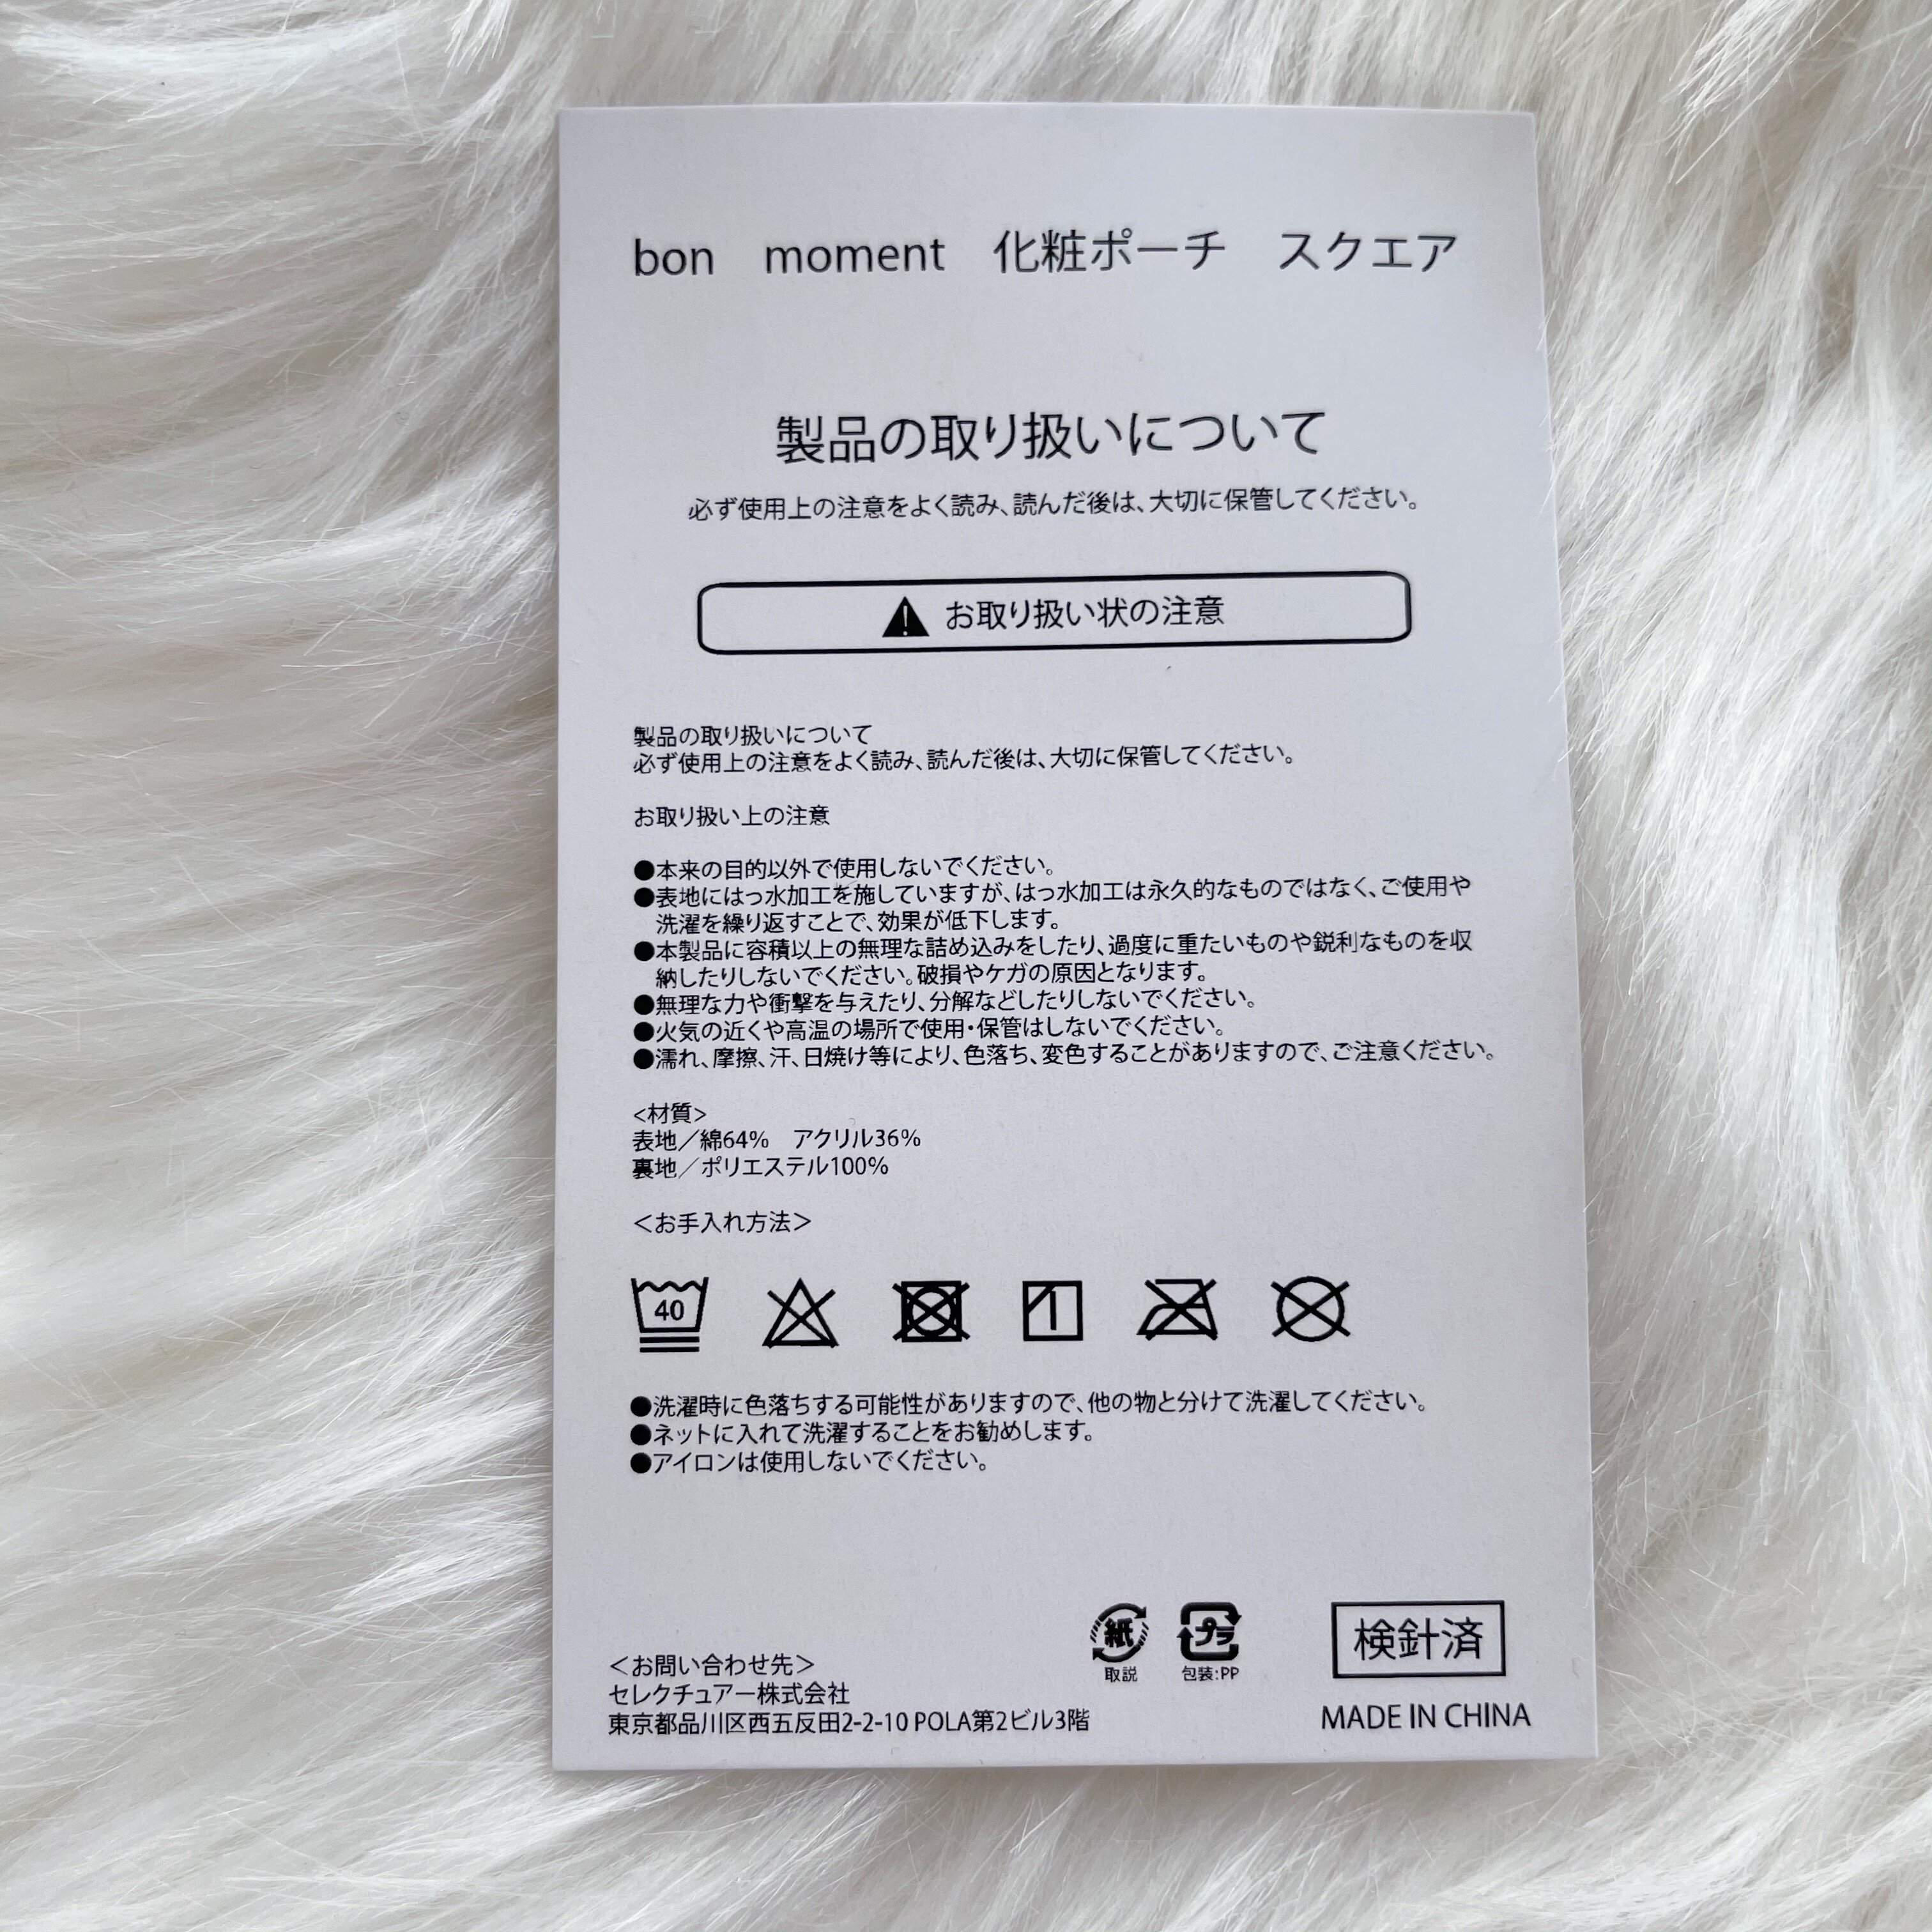 bon　moment　化粧ポーチ　スクエア
製品の取り扱いについて
必ず使用上の注意をよく読み、読んだ後は、大切に保管してください。
お取り扱い状の注意
製品の取り扱いについて
必ず使用上の注意をよく読み、読んだ後は、大切に保管してください。
お取り扱い上の注意
●本来の目的以外で使用しないでください。
●表地にはっ水加工を施していますが、はっ水加工は永久的なものではなく、ご使用や
洗濯を繰り返すことで、効果が低下します。
●本製品に容積以上の無理な詰め込みをしたり、過度に重たいものや鋭利なものを収
納したりしないでください。破損やケガの原因となります。
●無理な力や衝撃を与えたり、分解などしたりしないでください。
●火気の近くや高温の場所で使用・保管はしないでください。
●濡れ、摩擦、汗、日焼け等により、色落ち、変色することがありますので、ご注意ください。
<材質>
表地／綿64%　アクリル36%
裏地／ポリエステル100%
＜お手入れ方法＞
40
●洗濯時に色落ちする可能性がありますので、他の物と分けて洗濯してください。
●ネットに入れて洗濯することをお勧めします。
●アイロンは使用しないでください。
紙 プラ 検針済
取説 包装:PP
＜お問い合わせ先＞
セレクチュアー株式会社
東京都品川区西五反田2-2-10 POLA第2ビル3階
MADE IN CHINA